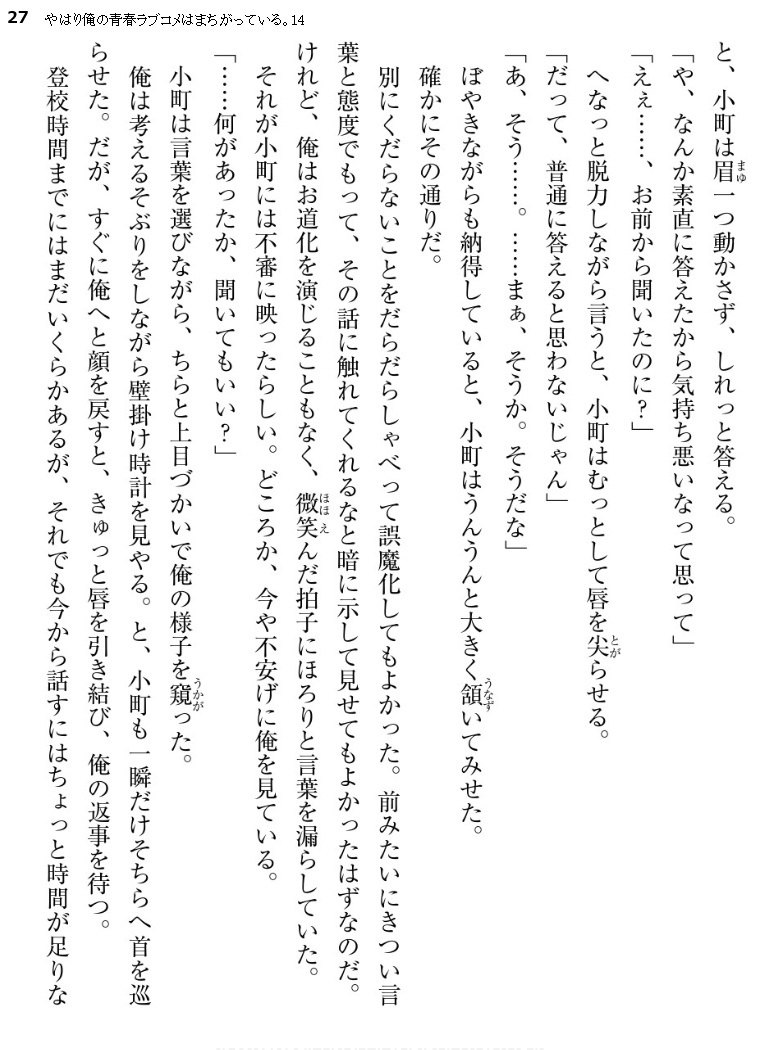 27 やはり俺の青春ラブコメはまちがっている。14
と、小町は眉一つ動かさず、しれっと答える。
「や、なんか素直に答えたから気持ち悪いなって思って」
「えぇ……、お前から聞いたのに?」
へなっと脱力しながら言うと、小町はむっとして唇を尖らせる。
「だって、普通に答えると思わないじゃん」
「あ、そう……。……まぁ、そうか。そうだな」
ぼやきながらも納得していると、小町はうんうんと大きく頷いてみせた。
確かにその通りだ。
別にくだらないことをだらだらしゃべって誤魔化してもよかった。前みたいにきつい言
葉と態度でもって、その話に触れてくれるなと暗に示して見せてもよかったはずなのだ。
けれど、俺はお道化を演じることもなく、微笑んだ拍子にほろりと言葉を漏らしていた。
それが小町には不審に映ったらしい。どころか、今や不安げに俺を見ている。
「……何があったか、聞いてもいい?」
小町は言葉を選びながら、ちらと上目づかいで俺の様子を窺った。
俺は考えるそぶりをしながら壁掛け時計を見やる。と、小町も一瞬だけそちらへ首を巡
らせた。だが、すぐに俺へと顔を戻すと、きゅっと唇を引き結び、俺の返事を待つ。
登校時間までにはまだいくらかあるが、それでも今から話すにはちょっと時間が足りな